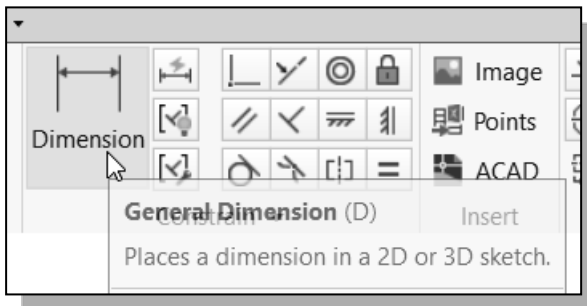 Image
Dimension
Points
ACAD
General Dimension (D)
Constrain
Insert
Places a dimension in a 2D or 3D sketch.